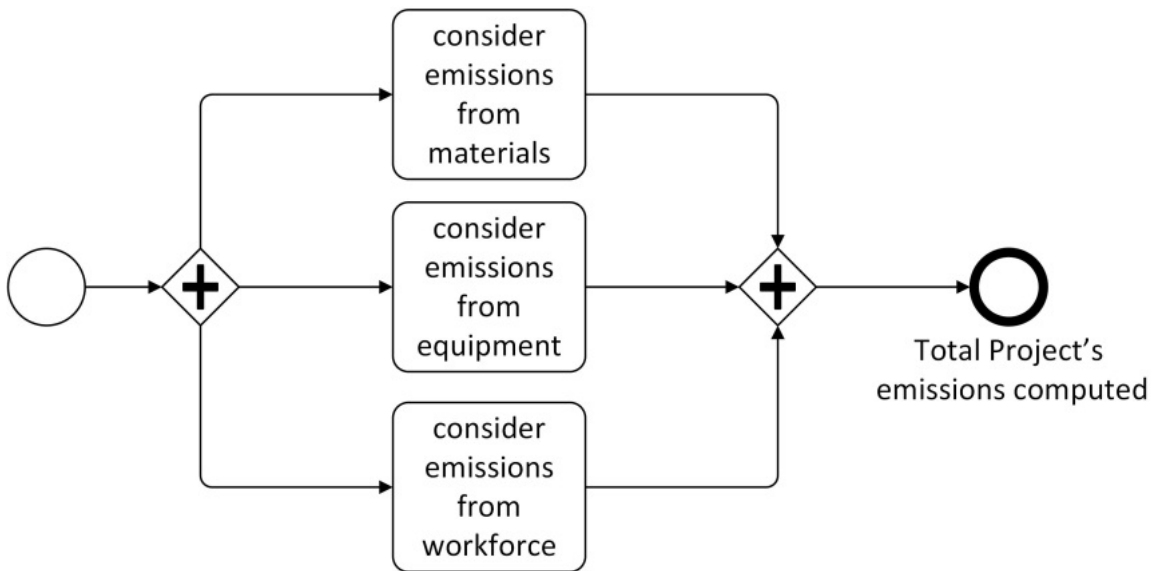 consider
emissions
from
materials
consider
emissions
from
equipment
consider
emissions
from
workforce
Total Project’s
emissions computed